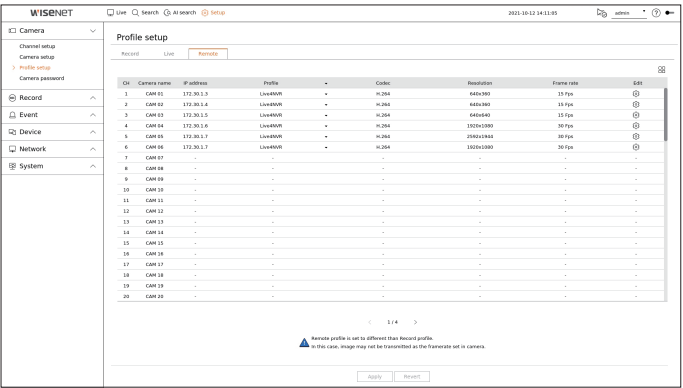 WISENET
Live Search AI search Setup 2021-10-12 14:11:05 admin
Camera
Channel setup
Camera setup
Profile setup
Camera password
Record
Event
Device
Network
System
Profile setup
Record Live Remote
CH Camera name IP address Profile Codec Resolution Frame rate Edit
1 CAM 01 172.30.1.3 Live4NVR H.264 640x360 15 Fps
2 CAM 02 172.30.1.4 Live4NVR H.264 640x360 15 Fps
3 CAM 03 172.30.1.5 Live4NVR H.264 640x640 15 Fps
4 CAM 04 172.30.1.6 Live4NVR H.264 1920x1080 30 Fps
5 CAM 05 172.30.1.7 Live4NVR H.264 2592x1944 30 Fps
6 CAM 06 172.30.1.7 Live4NVR H.264 1920x1080 30 Fps
7 CAM 07 - - - - -
8 CAM 08 - - - - -
9 CAM 09 - - - - -
10 CAM 10 - - - - -
11 CAM 11 - - - - -
12 CAM 12 - - - - -
13 CAM 13 - - - - -
14 CAM 14 - - - - -
15 CAM 15 - - - - -
16 CAM 16 - - - - -
17 CAM 17 - - - - -
18 CAM 18 - - - - -
19 CAM 19 - - - - -
20 CAM 20 - - - - -
< 1 / 4 >
Remote profile is set to different than Record profile.
In this case, image may not be transmitted as the framerate set in camera.
Apply Revert